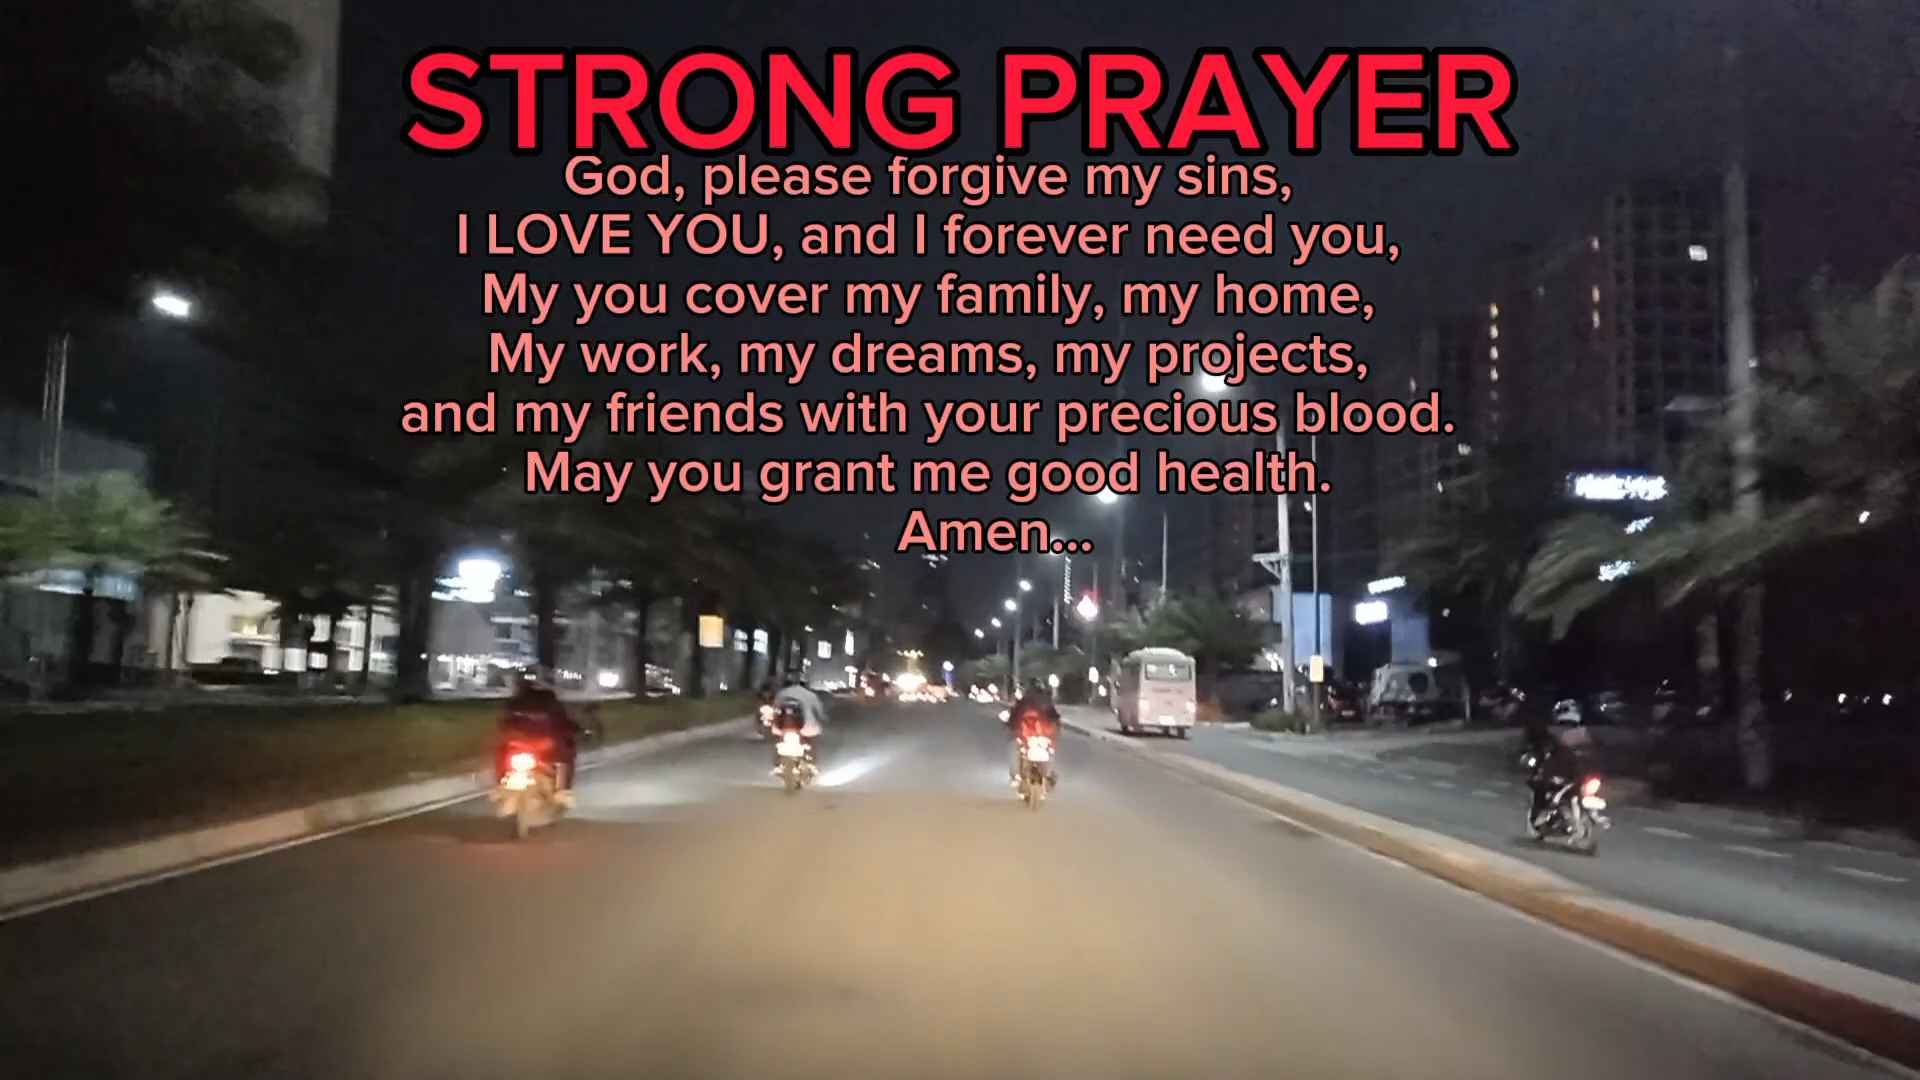 STRONG PRAYER
God, please forgive my sins,
I LOVE YOU, and I forever need you,
My you cover my family, my home,
My work, my dreams, my projects,
and my friends with your precious blood.
May you grant me good health.
Amen...